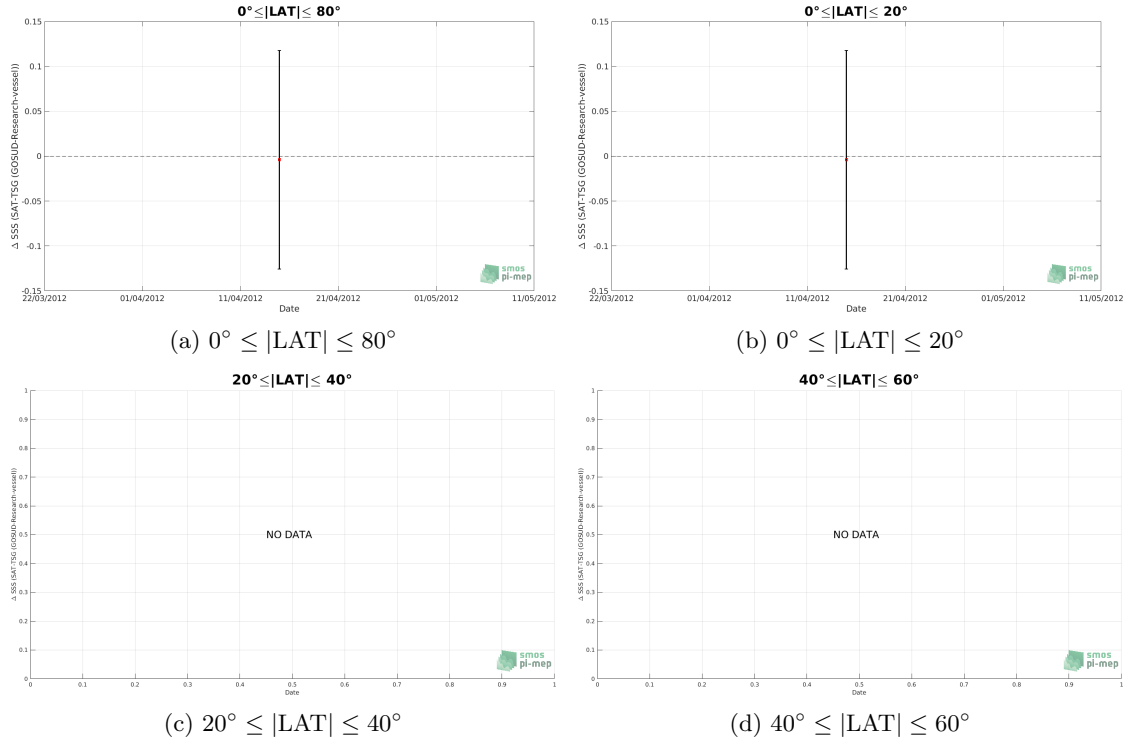 0°≤|LAT|≤ 80°
0.15
0.1
0.05
0
-0.05
-0.1
-0.15
Δ SSS (SAT-TSG (GOSUD-Research-vessel))
22/03/2012 01/04/2012 11/04/2012 21/04/2012 01/05/2012 11/05/2012
Date
smos
pi-mep
(a) 0° ≤ |LAT| ≤ 80°
0°≤|LAT|≤ 20°
0.15
0.1
0.05
0
-0.05
-0.1
-0.15
Δ SSS (SAT-TSG (GOSUD-Research-vessel))
22/03/2012 01/04/2012 11/04/2012 21/04/2012 01/05/2012 11/05/2012
Date
smos
pi-mep
(b) 0° ≤ |LAT| ≤ 20°
20°≤|LAT|≤ 40°
1
0.9
0.8
0.7
0.6
0.5
0.4
0.3
0.2
0.1
0
Δ SSS (SAT-TSG (GOSUD-Research-vessel))
NO DATA
0 0.1 0.2 0.3 0.4 0.5 0.6 0.7 0.8 0.9 1
Date
smos
pi-mep
(c) 20° ≤ |LAT| ≤ 40°
40°≤|LAT|≤ 60°
1
0.9
0.8
0.7
0.6
0.5
0.4
0.3
0.2
0.1
0
Δ SSS (SAT-TSG (GOSUD-Research-vessel))
NO DATA
0 0.1 0.2 0.3 0.4 0.5 0.6 0.7 0.8 0.9 1
Date
smos
pi-mep
(d) 40° ≤ |LAT| ≤ 60°